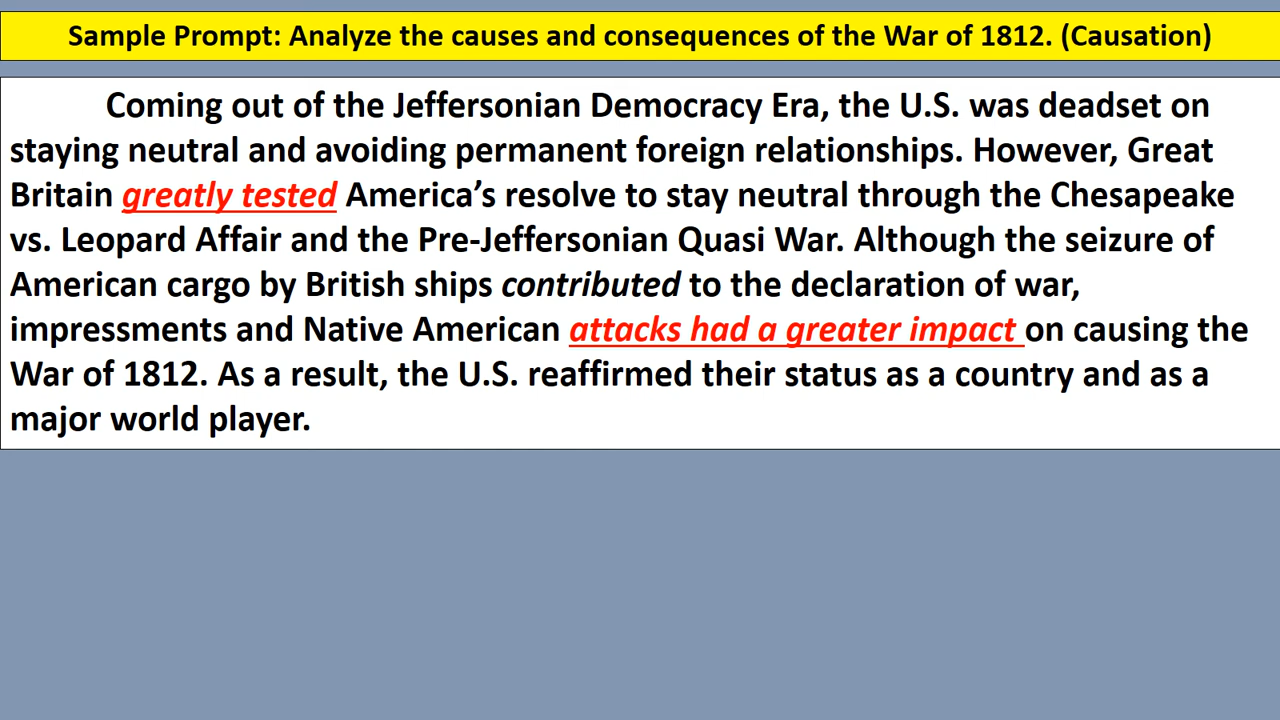 Sample Prompt: Analyze the causes and consequences of the War of 1812. (Causation)
Coming out of the Jeffersonian Democracy Era, the U.S. was deadset on
staying neutral and avoiding permanent foreign relationships. However, Great
Britain greatly tested America’s resolve to stay neutral through the Chesapeake
vs. Leopard Affair and the Pre-Jeffersonian Quasi War. Although the seizure of
American cargo by British ships contributed to the declaration of war,
impressments and Native American attacks had a greater impact on causing the
War of 1812. As a result, the U.S. reaffirmed their status as a country and as a
major world player.